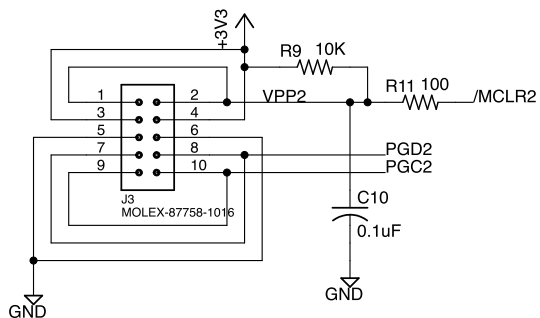 +3V3
R9 10K
1 2 VPP2 R11 100 /MCLR2
3 4
5 6
7 8 PGD2
9 10 PGC2
J3
MOLEX-87758-1016
C10
0.1uF
GND GND